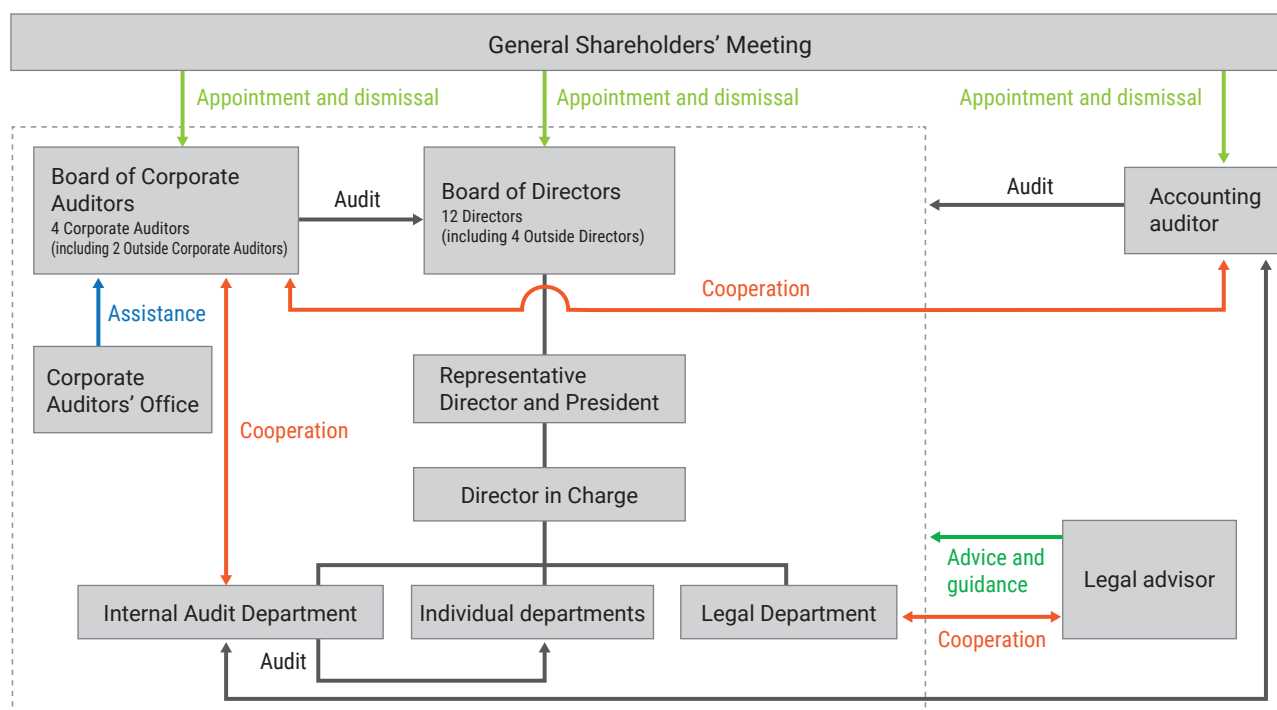 General Shareholders’ Meeting
Appointment and dismissal
Appointment and dismissal
Appointment and dismissal
Board of Corporate
Auditors
4 Corporate Auditors
(including 2 Outside Corporate Auditors)
Audit
Board of Directors
12 Directors
(including 4 Outside Directors)
Audit
Accounting
auditor
Cooperation
Assistance
Corporate
Auditors’ Office
Cooperation
Representative
Director and President
Director in Charge
Advice and
guidance
Legal advisor
Internal Audit Department
Individual departments
Legal Department
Cooperation
Audit